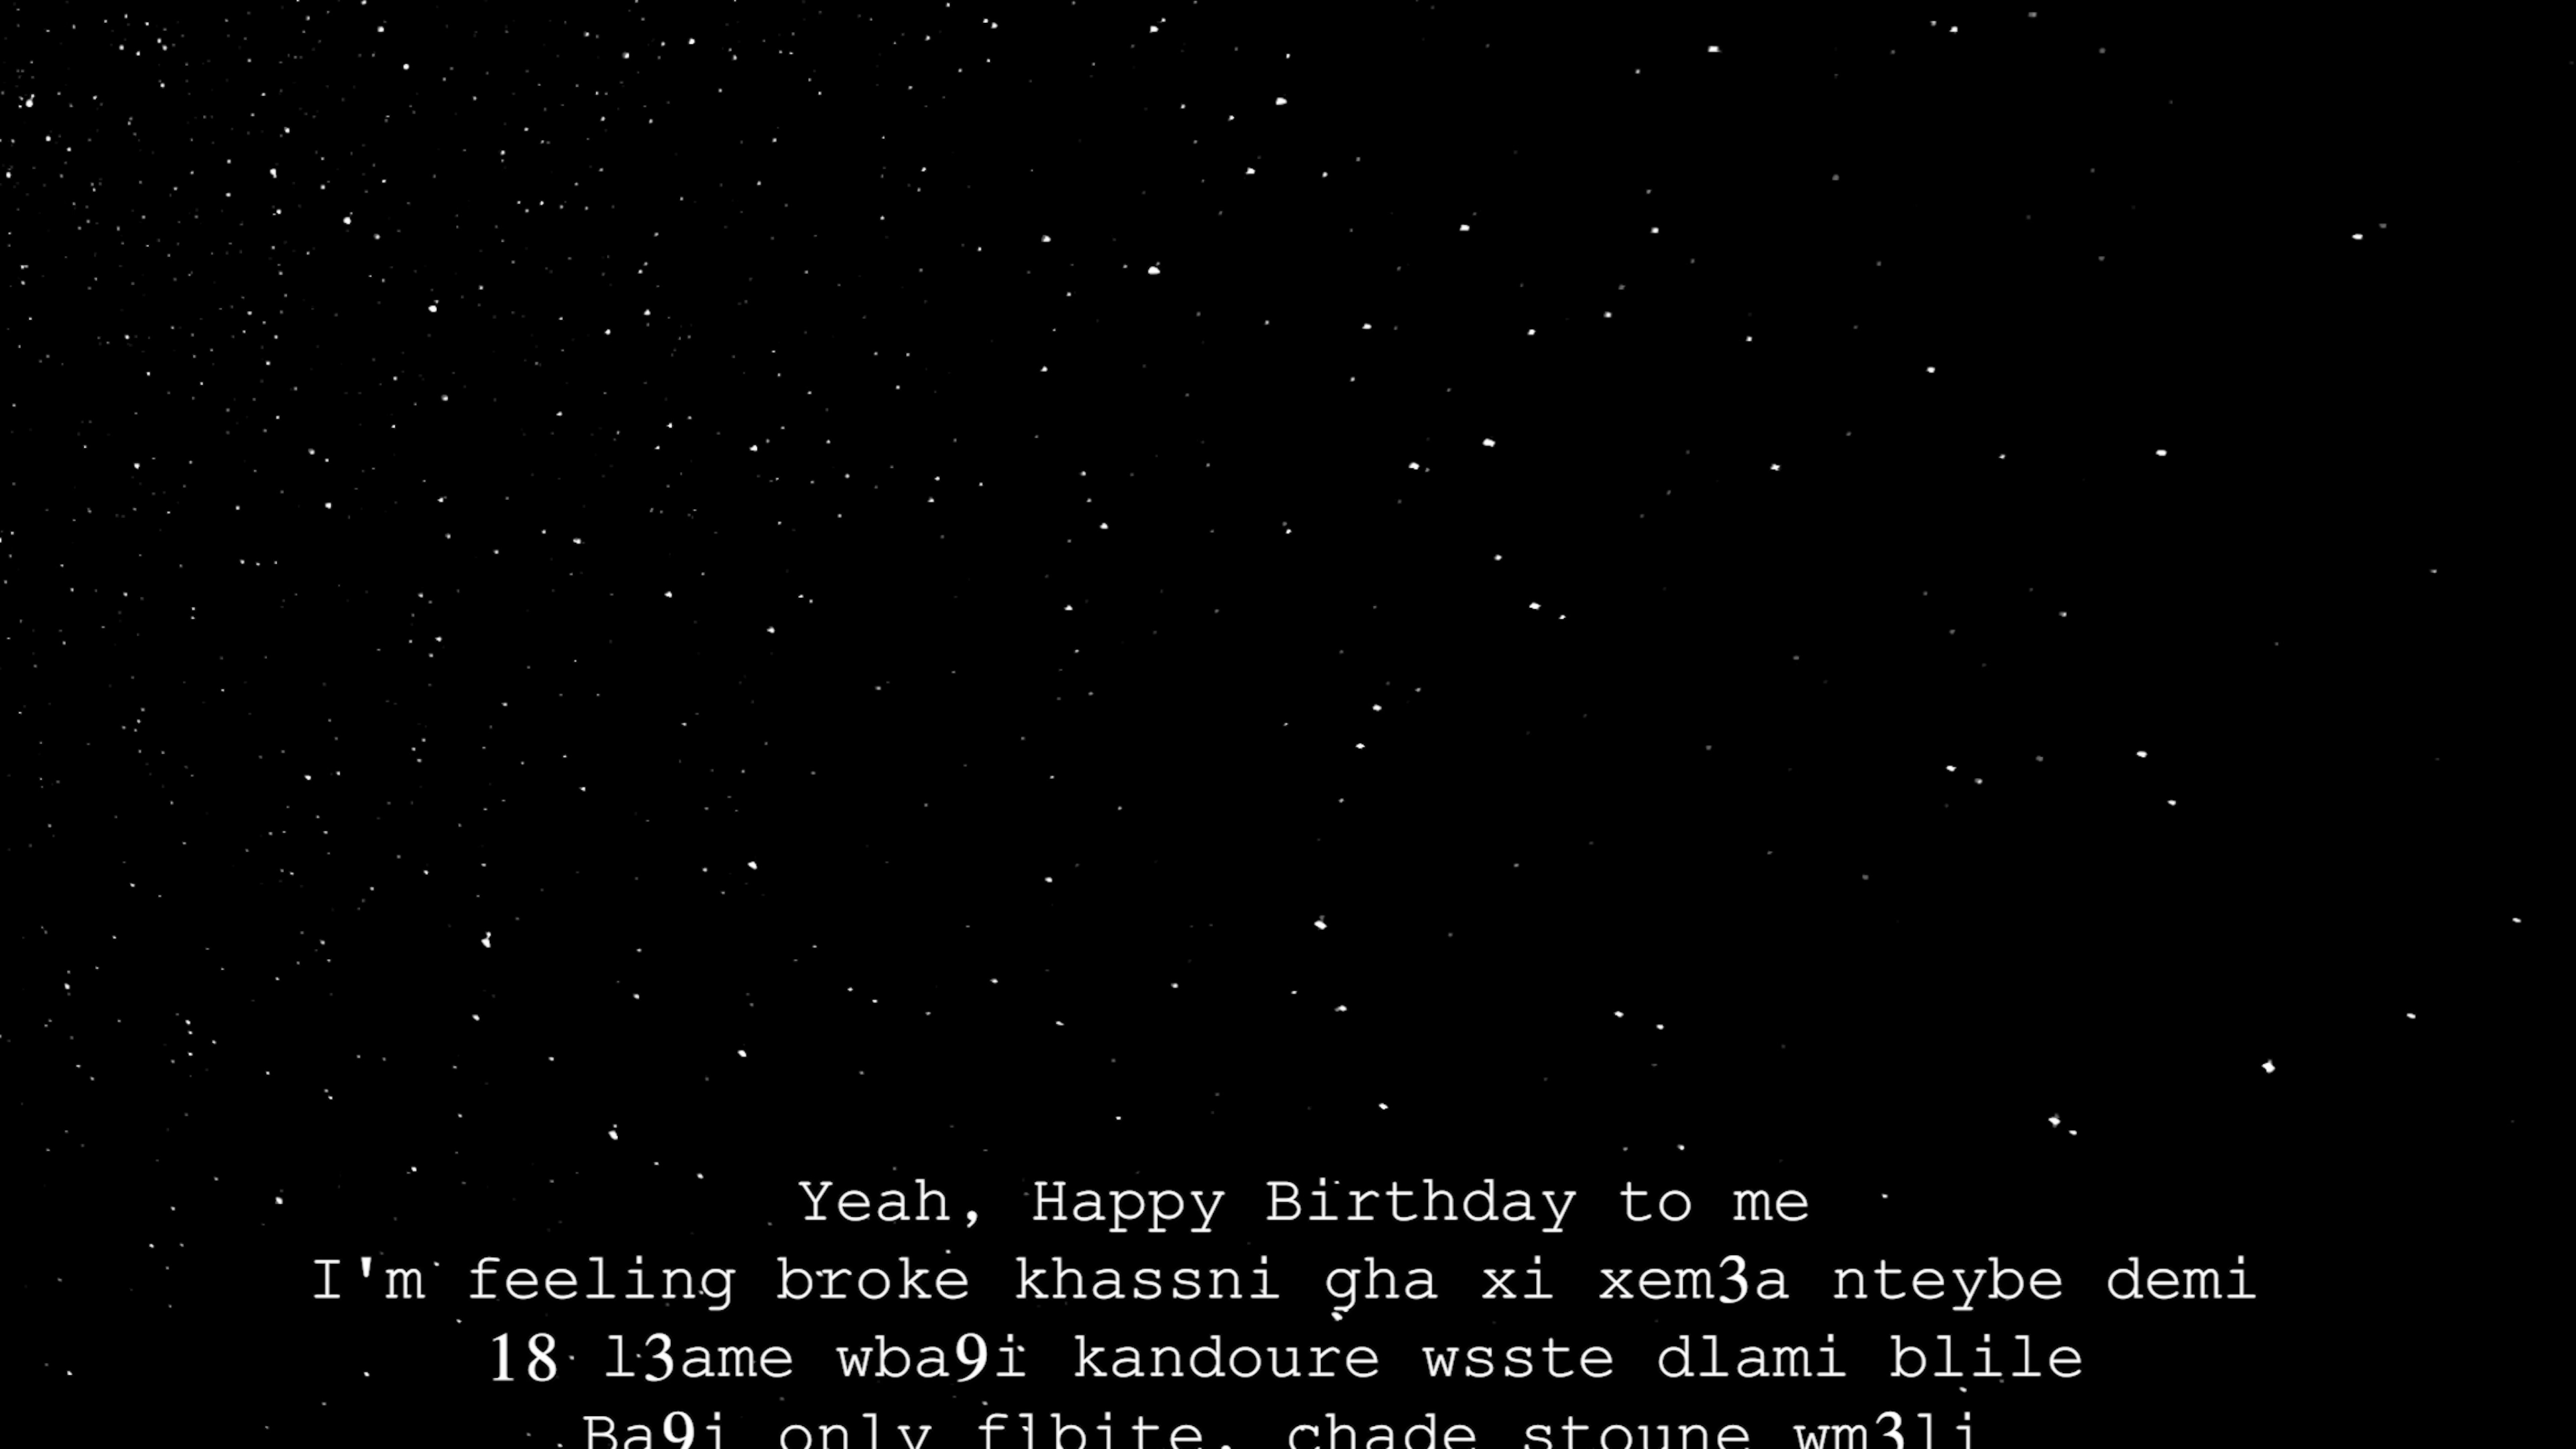 Yeah, Happy Birthday to me
I'm feeling broke khassni gha xi xem3a nteybe demi
18 l3ame wba9i kandoure wsste dlami blile
Ba9i only flbite, chade stoune wm3li